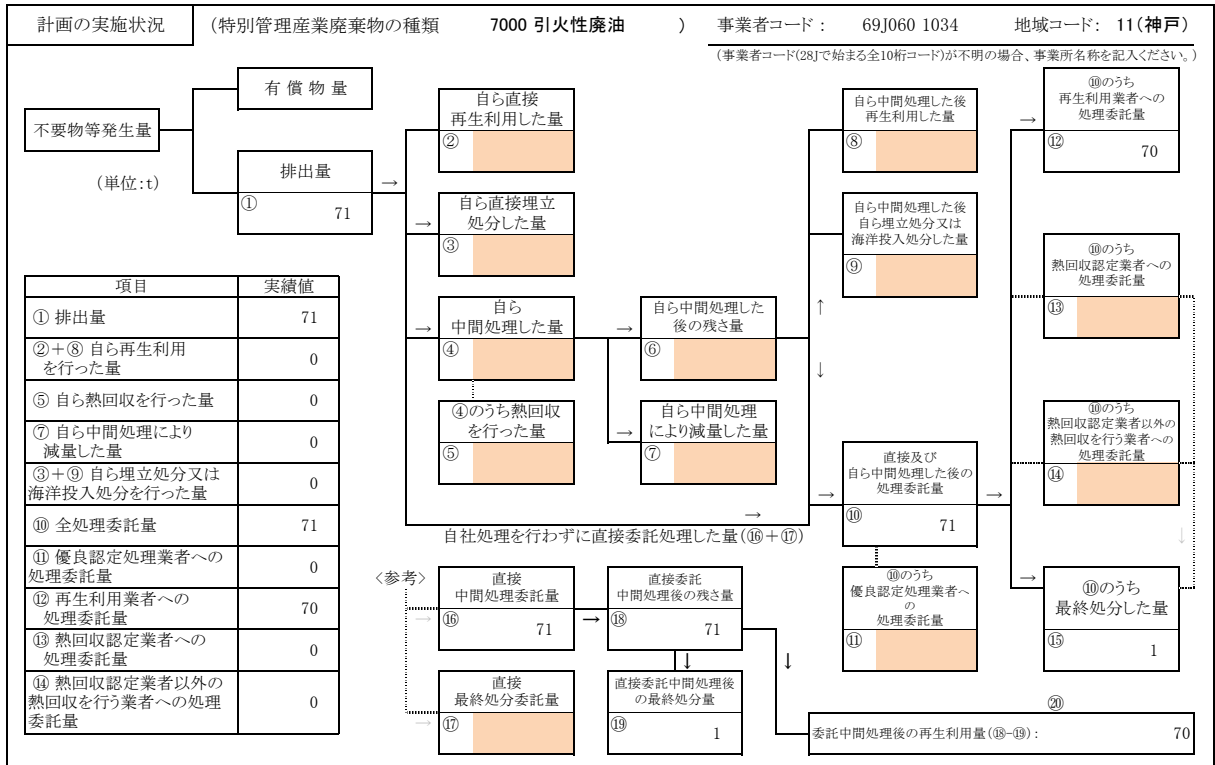 計画の実施状況 (特別管理産業廃棄物の種類 7000 引火性廃油 ) 事業者コード: 69J060 1034 地域コード: 11(神戸)
(事業者コード(28Jで始まる全10桁コード)が不明の場合、事業所名称を記入ください。)
不要物等発生量
(単位:t)
有 償 物 量
排出量
① 71
→
自ら直接
再生利用した量
②
→
自ら直接埋立
処分した量
③
→
自ら
中間処理した量
④
④のうち熱回収
を行った量
⑤
→
自ら中間処理した
後の残さ量
⑥
→
自ら中間処理
により減量した量
⑦
自ら中間処理した後
再生利用した量
⑧
自ら中間処理した後
自ら埋立処分又は
海洋投入処分した量
⑨
↑
↓
→
自社処理を行わずに直接委託処理した量(⑯+⑰)
→
直接及び
自ら中間処理した後の
処理委託量
⑩ 71
→
⑩のうち
優良認定処理業者へ
の
処理委託量
⑪
→
⑩のうち
再生利用業者への
処理委託量
⑫ 70
⑩のうち
熱回収認定業者への
処理委託量
⑬
⑩のうち
熱回収認定業者以外の
熱回収を行う業者への
処理委託量
⑭
↓
→
⑩のうち
最終処分した量
⑮ 1
項目 実績値
① 排出量 71
②+⑧ 自ら再生利用
を行った量 0
⑤ 自ら熱回収を行った量 0
⑦ 自ら中間処理により
減量した量 0
③+⑨ 自ら埋立処分又は
海洋投入処分を行った量 0
⑩ 全処理委託量 71
⑪ 優良認定処理業者への
処理委託量 0
⑫ 再生利用業者への
処理委託量 70
⑬ 熱回収認定業者への
処理委託量 0
⑭ 熱回収認定業者以外の
熱回収を行う業者への処理
委託量 0
<参考>
→
直接
中間処理委託量
⑯ 71
→
直接委託
中間処理後の残さ量
⑱ 71
↓
↓
→
直接
最終処分委託量
⑰
直接委託中間処理後
の最終処分量
⑲ 1
⑳
委託中間処理後の再生利用量(⑱-⑲): 70